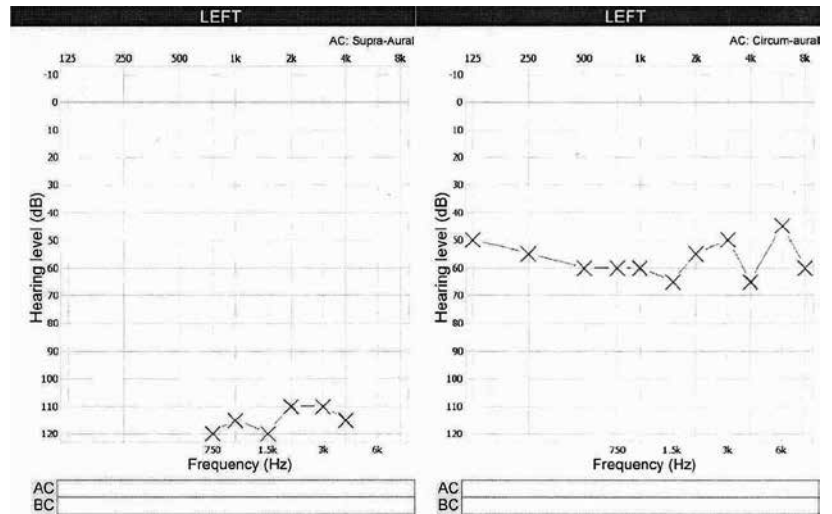 LEFT
AC: Supra-Aural
125 250 500 1k 2k 4k 8k
-10
0
10
20
30
40
50
60
70
80
90
100
110
120
Hearing level (dB)
750 1.5k 3k 6k
Frequency (Hz)
AC
BC
LEFT
AC: Circum-aural
125 250 500 1k 2k 4k 8k
-10
0
10
20
30
40
50
60
70
80
90
100
110
120
Hearing level (dB)
750 1.5k 3k 6k
Frequency (Hz)
AC
BC